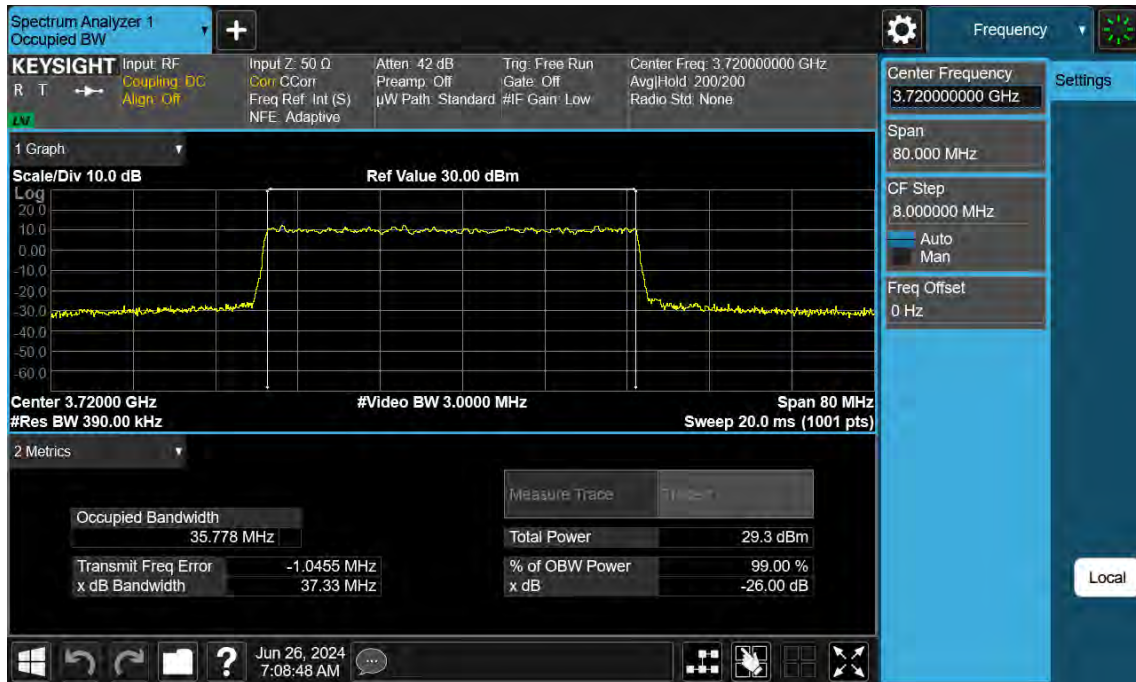 Spectrum Analyzer 1
Occupied BW
Frequency
KEYSIGHT
R T
LXI
Input: RF
Coupling: DC
Align: Off
Input Z: 50 Ω
Corr CCorr
Freq Ref: Int (S)
NFE: Adaptive
Atten: 42 dB
Preamp: Off
µW Path: Standard
Trig: Free Run
Gate: Off
#IF Gain: Low
Center Freq: 3.720000000 GHz
Avg|Hold: 200/200
Radio Std: None
Center Frequency
3.720000000 GHz
Settings
Span
80.000 MHz
CF Step
8.000000 MHz
Auto
Man
Freq Offset
0 Hz
Local
1 Graph
Scale/Div 10.0 dB Ref Value 30.00 dBm
Log
20.0
10.0
0.00
-10.0
-20.0
-30.0
-40.0
-50.0
-60.0
Center 3.72000 GHz #Video BW 3.0000 MHz Span 80 MHz
#Res BW 390.00 kHz Sweep 20.0 ms (1001 pts)
2 Metrics
Measure Trace
Occupied Bandwidth
35.778 MHz
Total Power 29.3 dBm
Transmit Freq Error -1.0455 MHz % of OBW Power 99.00 %
x dB Bandwidth 37.33 MHz x dB -26.00 dB
?
Jun 26, 2024
7:08:48 AM